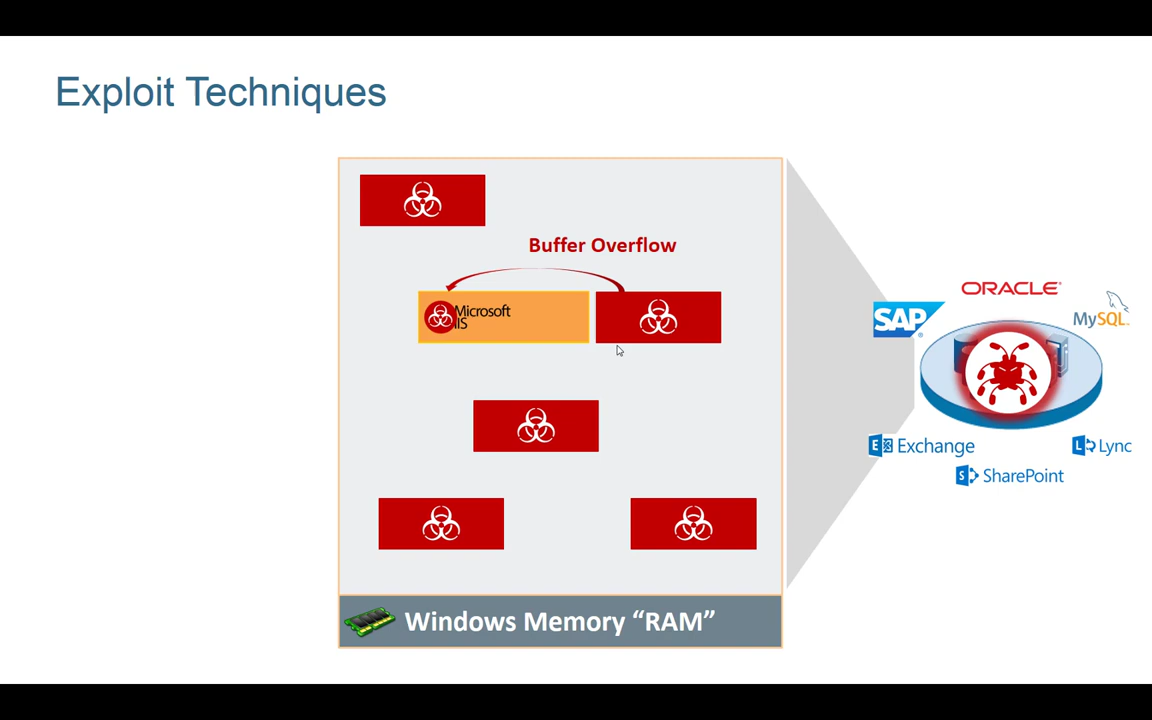 Exploit Techniques
Buffer Overflow
Microsoft
IIS
ORACLE
SAP
MySQL
Exchange
Lync
SharePoint
Windows Memory “RAM”